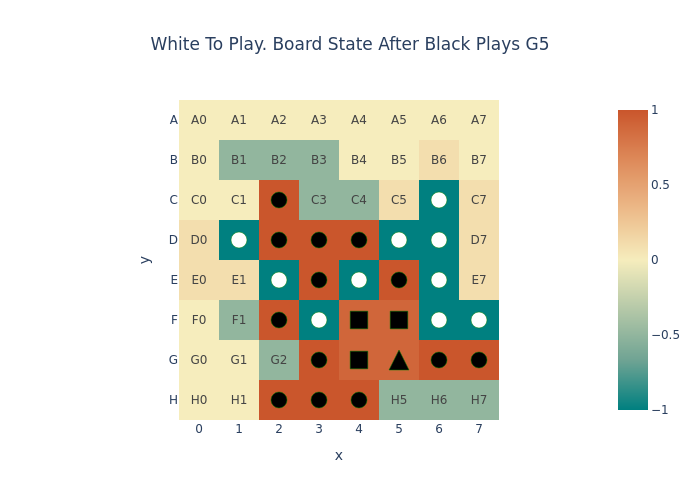 White To Play. Board State After Black Plays G5
A A0 A1 A2 A3 A4 A5 A6 A7
B B0 B1 B2 B3 B4 B5 B6 B7
C C0 C1 C3 C4 C5 C7
D D0 D7
E E0 E1 E7
F F0 F1
G G0 G1 G2
H H0 H1 H5 H6 H7
0 1 2 3 4 5 6 7
x
y
1
0.5
0
−0.5
−1